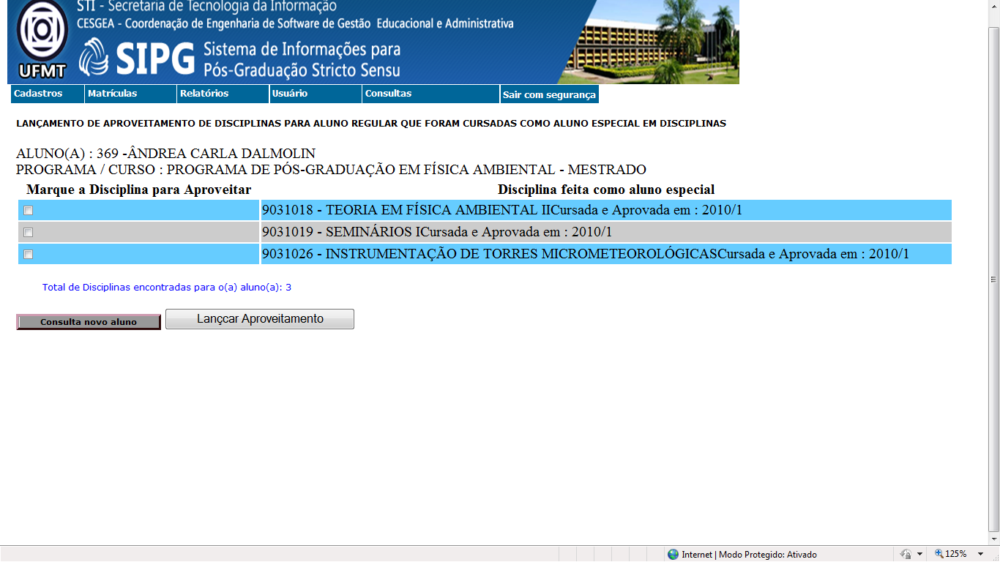 STI - Secretaria de Tecnologia da Informação
CESGEA - Coordenação de Engenharia de Software de Gestão Educacional e Administrativa
UFMT
SIPG Sistema de Informações para
Pós-Graduação Stricto Sensu
Cadastros Matrículas Relatórios Usuário Consultas Sair com segurança
LANÇAMENTO DE APROVEITAMENTO DE DISCIPLINAS PARA ALUNO REGULAR QUE FORAM CURSADAS COMO ALUNO ESPECIAL EM DISCIPLINAS
ALUNO(A) : 369 -ÂNDREA CARLA DALMOLIN
PROGRAMA / CURSO : PROGRAMA DE PÓS-GRADUAÇÃO EM FÍSICA AMBIENTAL - MESTRADO
Marque a Disciplina para Aproveitar Disciplina feita como aluno especial
9031018 - TEORIA EM FÍSICA AMBIENTAL IICursada e Aprovada em : 2010/1
9031019 - SEMINÁRIOS ICursada e Aprovada em : 2010/1
9031026 - INSTRUMENTAÇÃO DE TORRES MICROMETEOROLÓGICASCursada e Aprovada em : 2010/1
Total de Disciplinas encontradas para o(a) aluno(a): 3
Consulta novo aluno Lançcar Aproveitamento
Internet | Modo Protegido: Ativado 125%